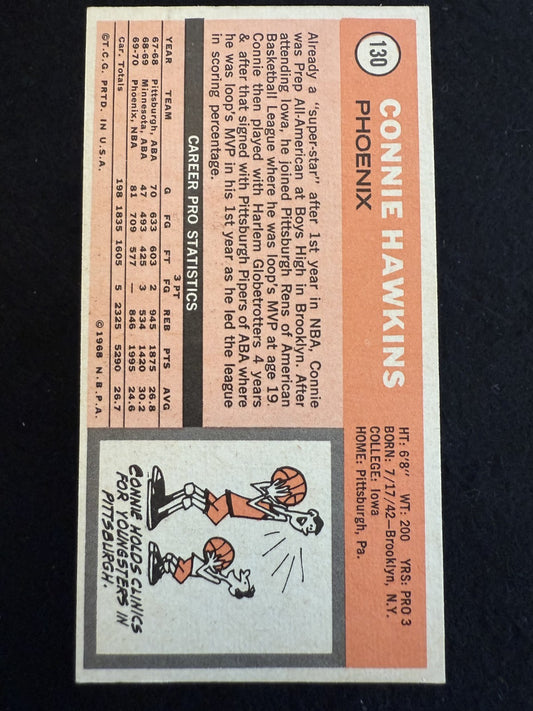 130
CONNIE HAWKINS
PHOENIX
HT: 6'8" WT: 200 YRS: PRO 3
BORN: 7/17/42—Brooklyn, N.Y.
COLLEGE: Iowa
HOME: Pittsburgh, Pa.
Already a "super-star" after 1st year in NBA, Connie
was Prep All-American at Boys High in Brooklyn. After
attending Iowa, he joined Pittsburgh Rens of American
Basketball League where he was loop's MVP at age 19.
Connie then played with Harlem Globetrotters 4 years
& after that signed with Pittsburgh Pipers of ABA where
he was loop's MVP in his 1st year as he led the league
in scoring percentage.
CAREER PRO STATISTICS
3 PT
YEAR TEAM G FG FT FG REB PTS AVG
67-68 Pittsburgh, ABA 70 633 603 2 945 1875 26.8
68-69 Minnesota, ABA 47 493 425 3 534 1420 30.2
69-70 Phoenix, NBA 81 709 577 — 842 1995 24.6
Car. Totals 198 1835 1605 5 2325 5290 26.7
©T.C.G. PRTD. IN U.S.A. ©1968 N.B.P.A.
CONNIE HOLDS CLINICS
FOR YOUNGSTERS IN
PITTSBURGH.